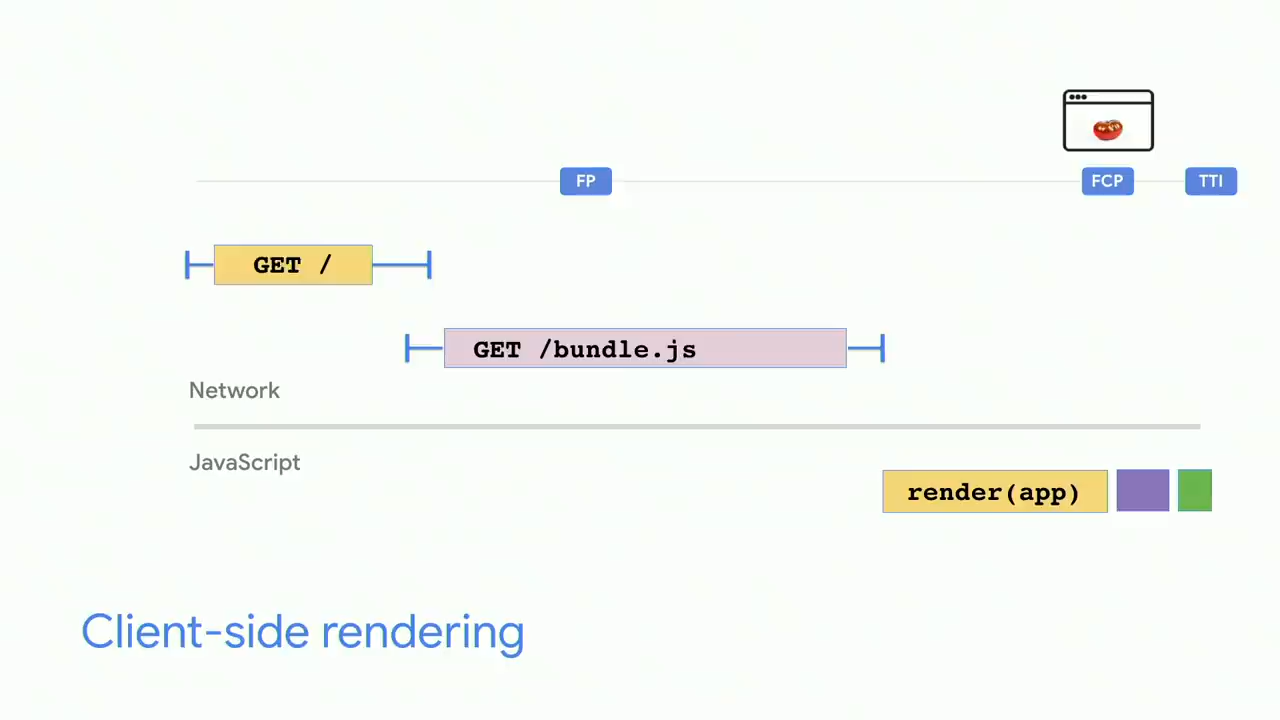 FP
FCP
TTI
GET /
GET /bundle.js
Network
JavaScript
render(app)
Client-side rendering